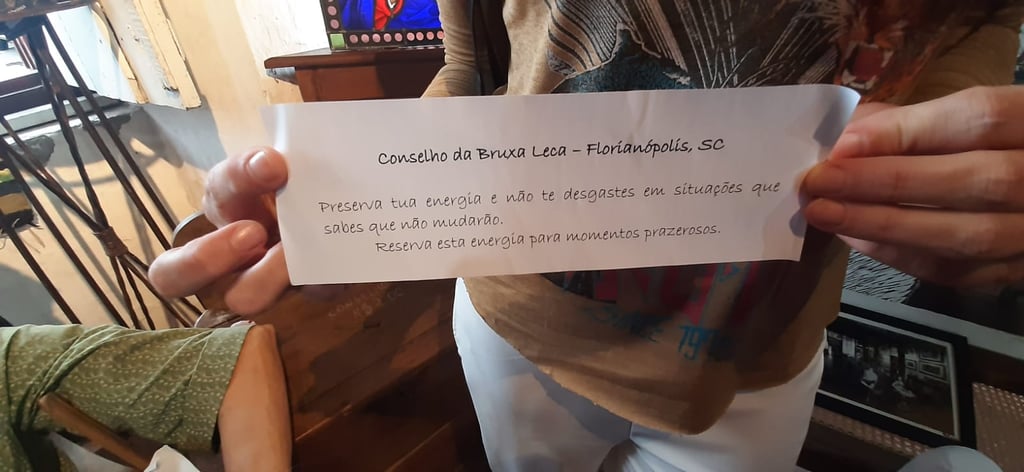 Conselho da Bruxa Leca – Florianópolis, SC
Preserva tua energia e não te desgastes em situações que
sabes que não mudarão.
Reserva esta energia para momentos prazerosos.